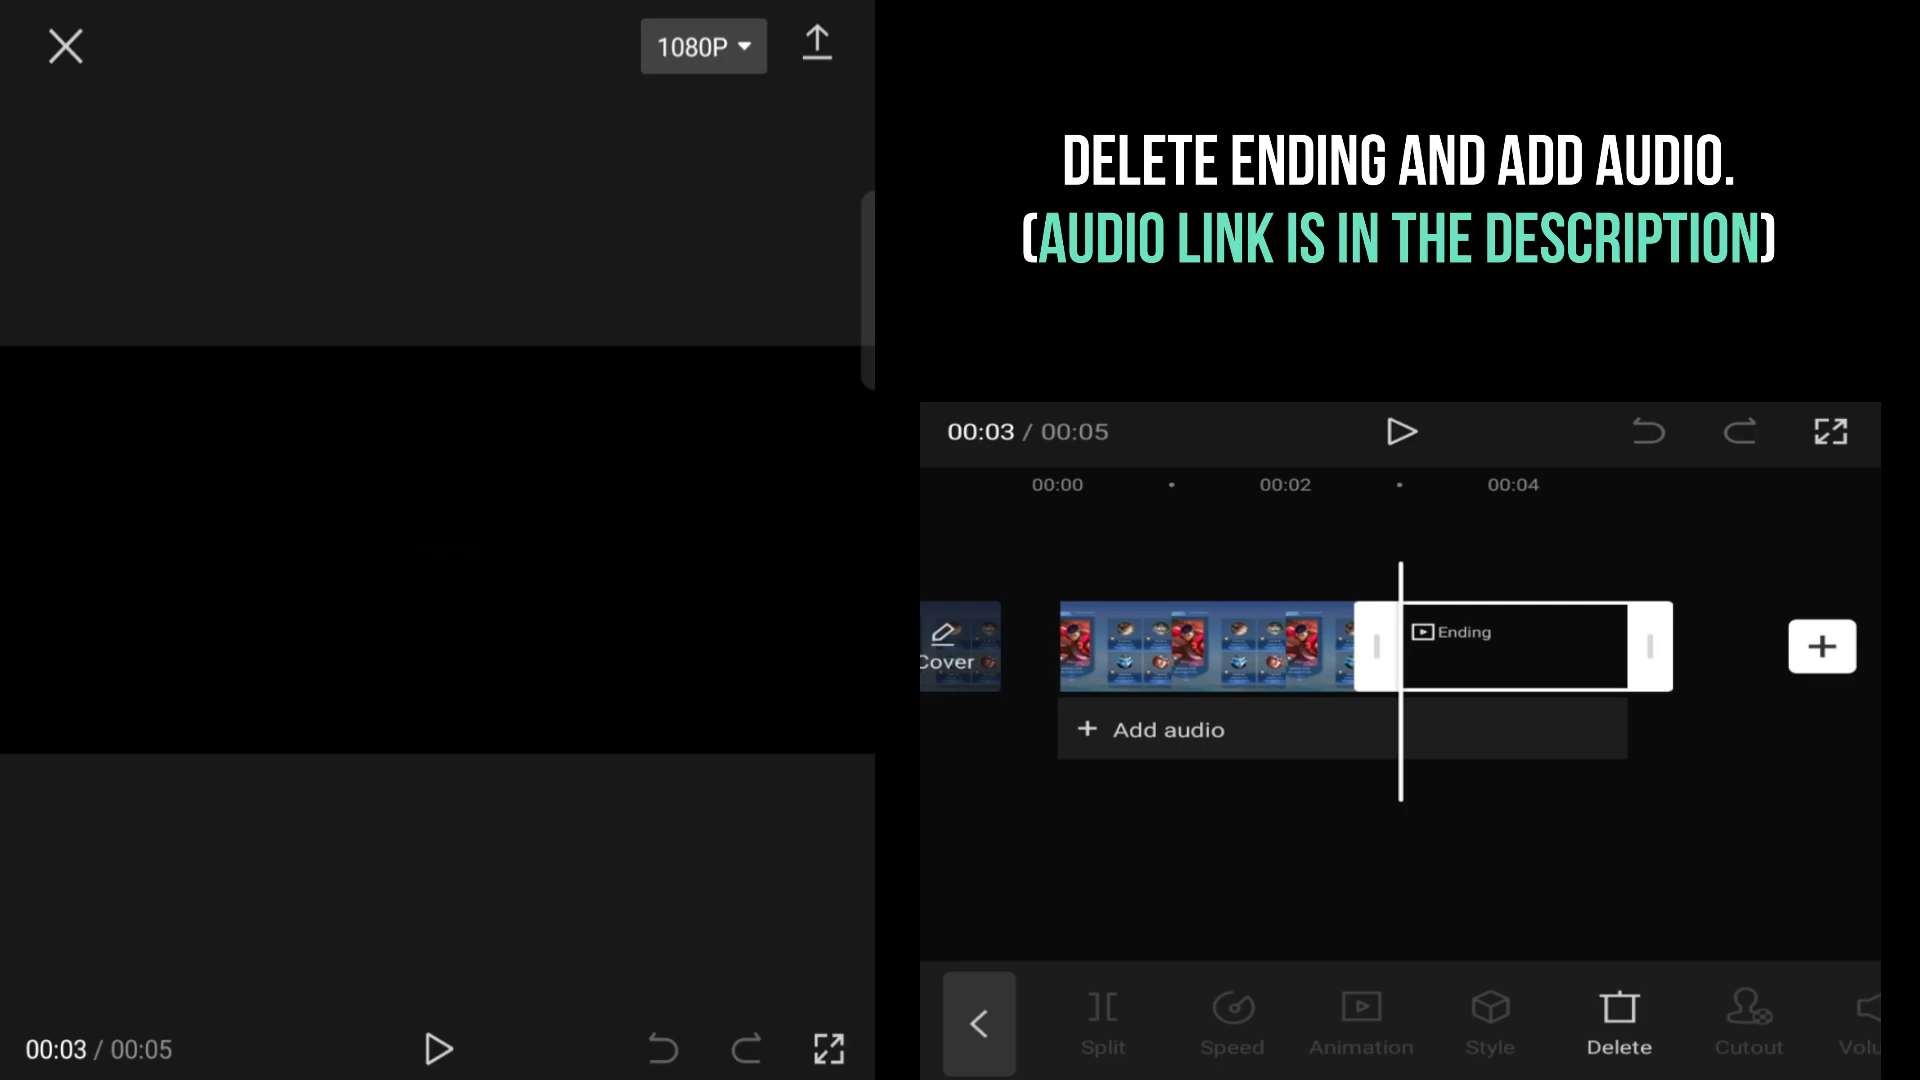 1080P
DELETE ENDING AND ADD AUDIO.
(AUDIO LINK IS IN THE DESCRIPTION)
00:03 / 00:05
00:00 00:02 00:04
Cover
Ending
+ Add audio
Split Speed Animation Style Delete Cutout Volu
00:03 / 00:05